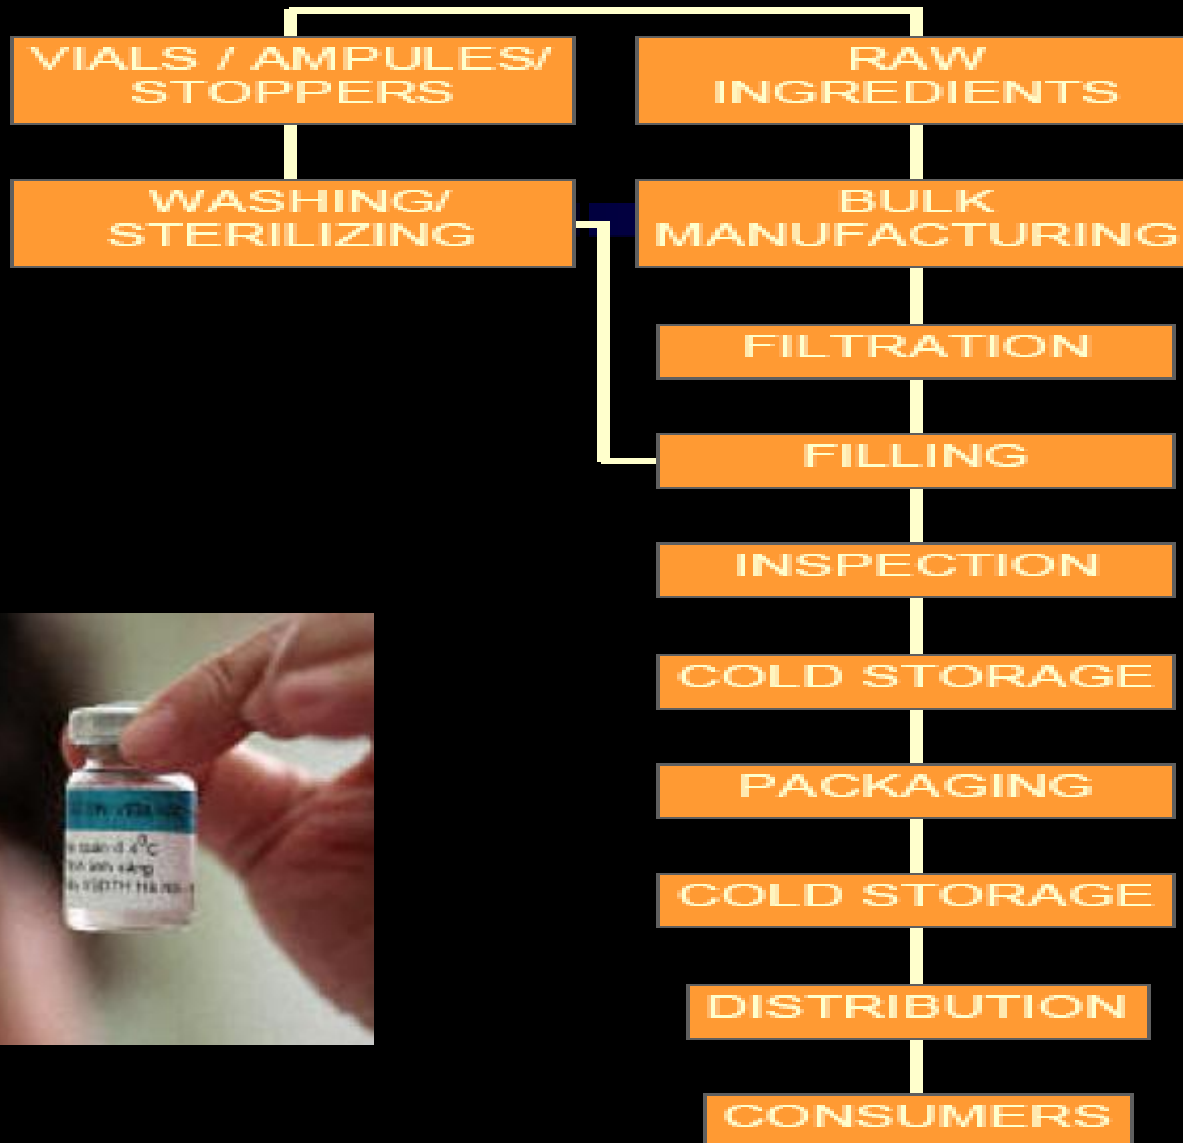 VIALS / AMPULES/
STOPPERS
RAW
INGREDIENTS
WASHING/
STERILIZING
BULK
MANUFACTURING
FILTRATION
FILLING
INSPECTION
COLD STORAGE
PACKAGING
COLD STORAGE
DISTRIBUTION
CONSUMERS
4°C